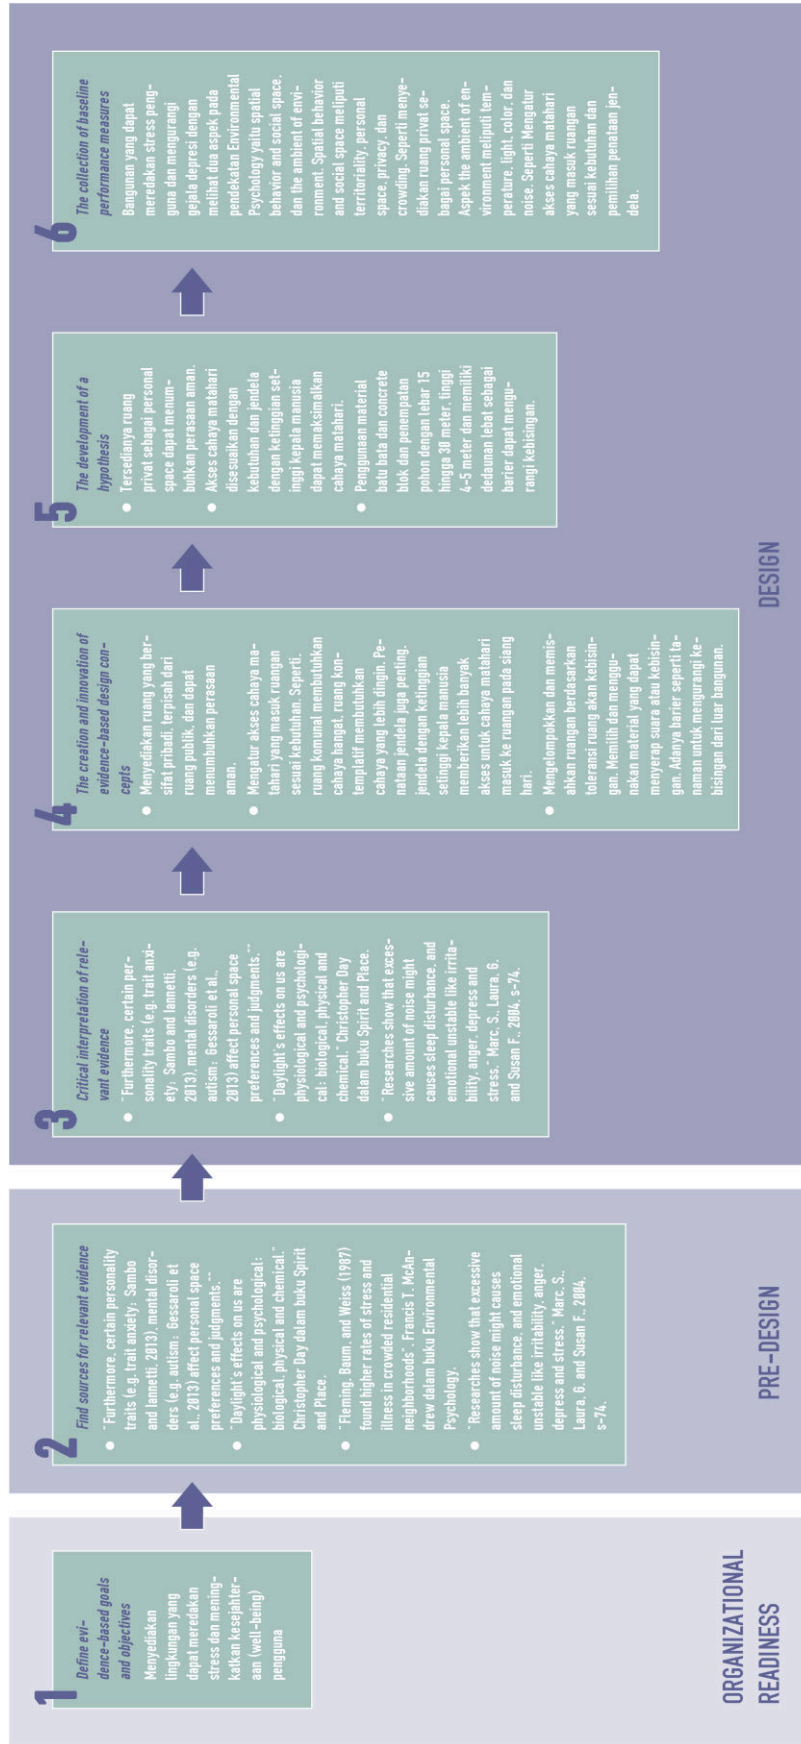 1
Define evi-
dence-based goals
and objectives
Menyediakan
lingkungan yang
dapat meredakan
stress dan mening-
katkan kesejahter-
aan (well-being)
pengguna
ORGANIZATIONAL
READINESS
2
Find sources for relevant evidence
● "Furthermore, certain personality
traits (e.g. trait anxiety; Sambo
and Iannetti, 2013), mental disor-
ders (e.g. autism; Gessaroli et
al., 2013) affect personal space
preferences and judgments.""
● "Daylight's effects on us are
physiological and psychological;
biological, physical and chemical."
Christopher Day dalam buku Spirit
and Place.
● "Fleming, Baum, and Weiss (1987)
found higher rates of stress and
illness in crowded residential
neighborhoods". Francis T. McAn-
drew dalam buku Environmental
Psychology.
● "Researches show that excessive
amount of noise might causes
sleep disturbance, and emotional
unstable like irritability, anger,
depress and stress." Marc, S.,
Laura, G. and Susan F., 2004,
s-74.
PRE-DESIGN
3
Critical interpretation of rele-
vant evidence
● "Furthermore, certain per-
sonality traits (e.g. trait anxi-
ety; Sambo and Iannetti,
2013), mental disorders (e.g.
autism; Gessaroli et al.,
2013) affect personal space
preferences and judgments.""
● "Daylight's effects on us are
physiological and psychologi-
cal; biological, physical and
chemical." Christopher Day
dalam buku Spirit and Place.
● "Researches show that exces-
sive amount of noise might
causes sleep disturbance, and
emotional unstable like irrita-
bility, anger, depress and
stress." Marc, S., Laura, G.
and Susan F., 2004, s-74.
4
The creation and innovation of
evidence-based design con-
cepts
● Menyediakan ruang yang ber-
sifat pribadi, terpisah dari
ruang publik, dan dapat
menumbuhkan perasaan
aman.
● Mengatur akses cahaya ma-
tahari yang masuk ruangan
sesuai kebutuhan. Seperti,
ruang komunal membutuhkan
cahaya hangat, ruang kon-
templatif membutuhkan
cahaya yang lebih dingin. Pe-
nataan jendela juga penting,
jendela dengan ketinggian
setinggi kepala manusia
memberikan lebih banyak
akses untuk cahaya matahari
masuk ke ruangan pada siang
hari.
● Mengelompokkan dan memis-
ahkan ruangan berdasarkan
toleransi ruang akan kebisin-
gan. Memilih dan menggu-
nakan material yang dapat
menyerap suara atau kebisin-
gan. Adanya barier seperti ta-
naman untuk mengurangi ke-
bisingan dari luar bangunan.
5
The development of a
hypothesis
● Tersedianya ruang
privat sebagai personal
space dapat menum-
buhkan perasaan aman.
● Akses cahaya matahari
disesuaikan dengan
kebutuhan dan jendela
dengan ketinggian set-
inggi kepala manusia
dapat memaksimalkan
cahaya matahari.
● Penggunaan material
batu bata dan concrete
blok dan penempatan
pohon dengan lebar 15
hingga 30 meter, tinggi
4-5 meter dan memiliki
dedaunan lebat sebagai
barier dapat mengu-
rangi kebisingan.
6
The collection of baseline
performance measures
Bangunan yang dapat
meredakan stress peng-
guna dan mengurangi
gejala depresi dengan
melihat dua aspek pada
pendekatan Environmental
Psychology yaitu spatial
behavior and social space,
dan the ambient of envi-
ronment. Spatial behavior
and social space meliputi
territoriality, personal
space, privacy, dan
crowding. Seperti menye-
diakan ruang privat se-
bagai personal space.
Aspek the ambient of en-
vironment meliputi tem-
perature, light, color, dan
noise. Seperti Mengatur
akses cahaya matahari
yang masuk ruangan
sesuai kebutuhan dan
pemilihan penataan jen-
dela.
DESIGN